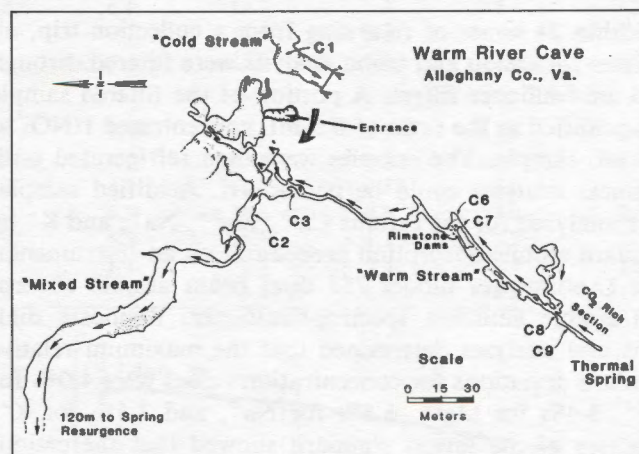 "Cold Stream"
C1
Warm River Cave
Alleghany Co., Va.
Entrance
C6
C7
C3
C2
Rimstone
Dams
"Warm Stream"
CO2 Rich
Section
"Mixed Stream"
C8
C9
Thermal
Spring
Scale
0 15 30
Meters
120m to Spring
Resurgence